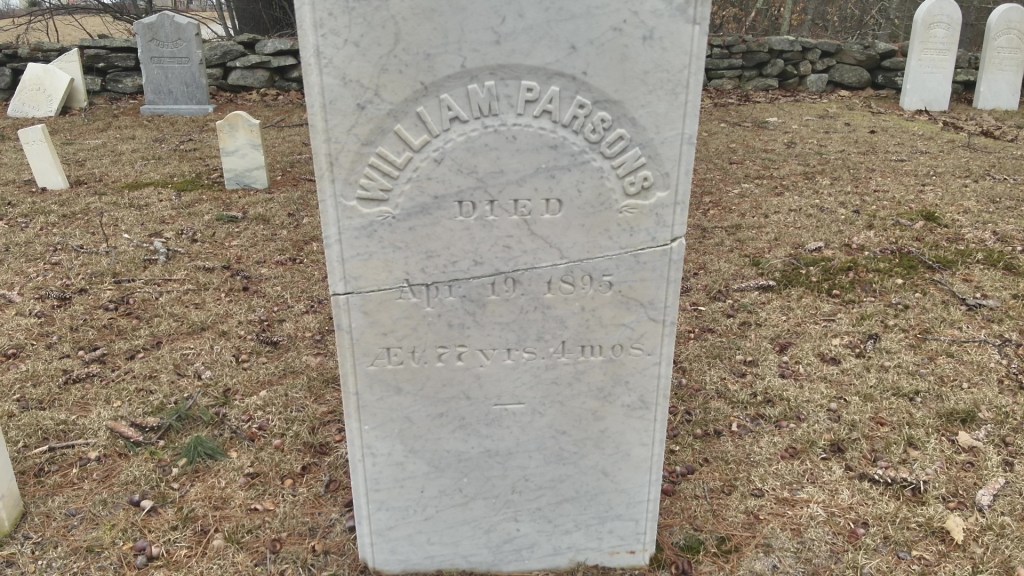 WILLIAM PARSONS
DIED
Apr. 19. 1895.
Æt. 77 yrs. 4 mos.